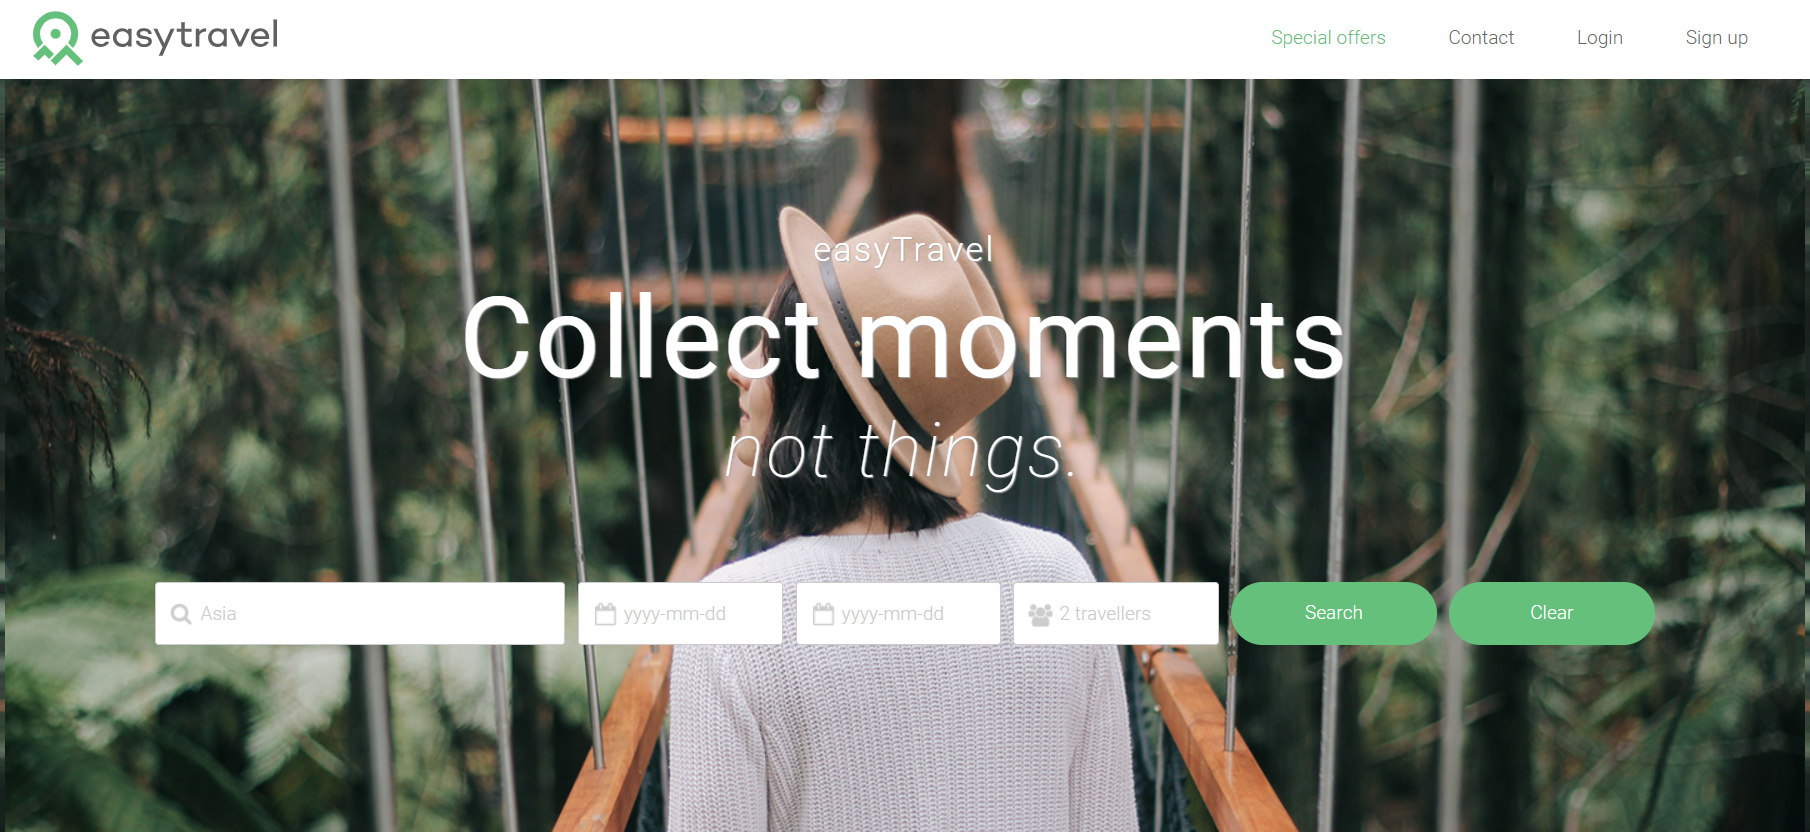 easytravel
Special offers
Contact
Login
Sign up
easyTravel
Collect moments
not things.
Asia
yyyy-mm-dd
yyyy-mm-dd
2 travellers
Search
Clear